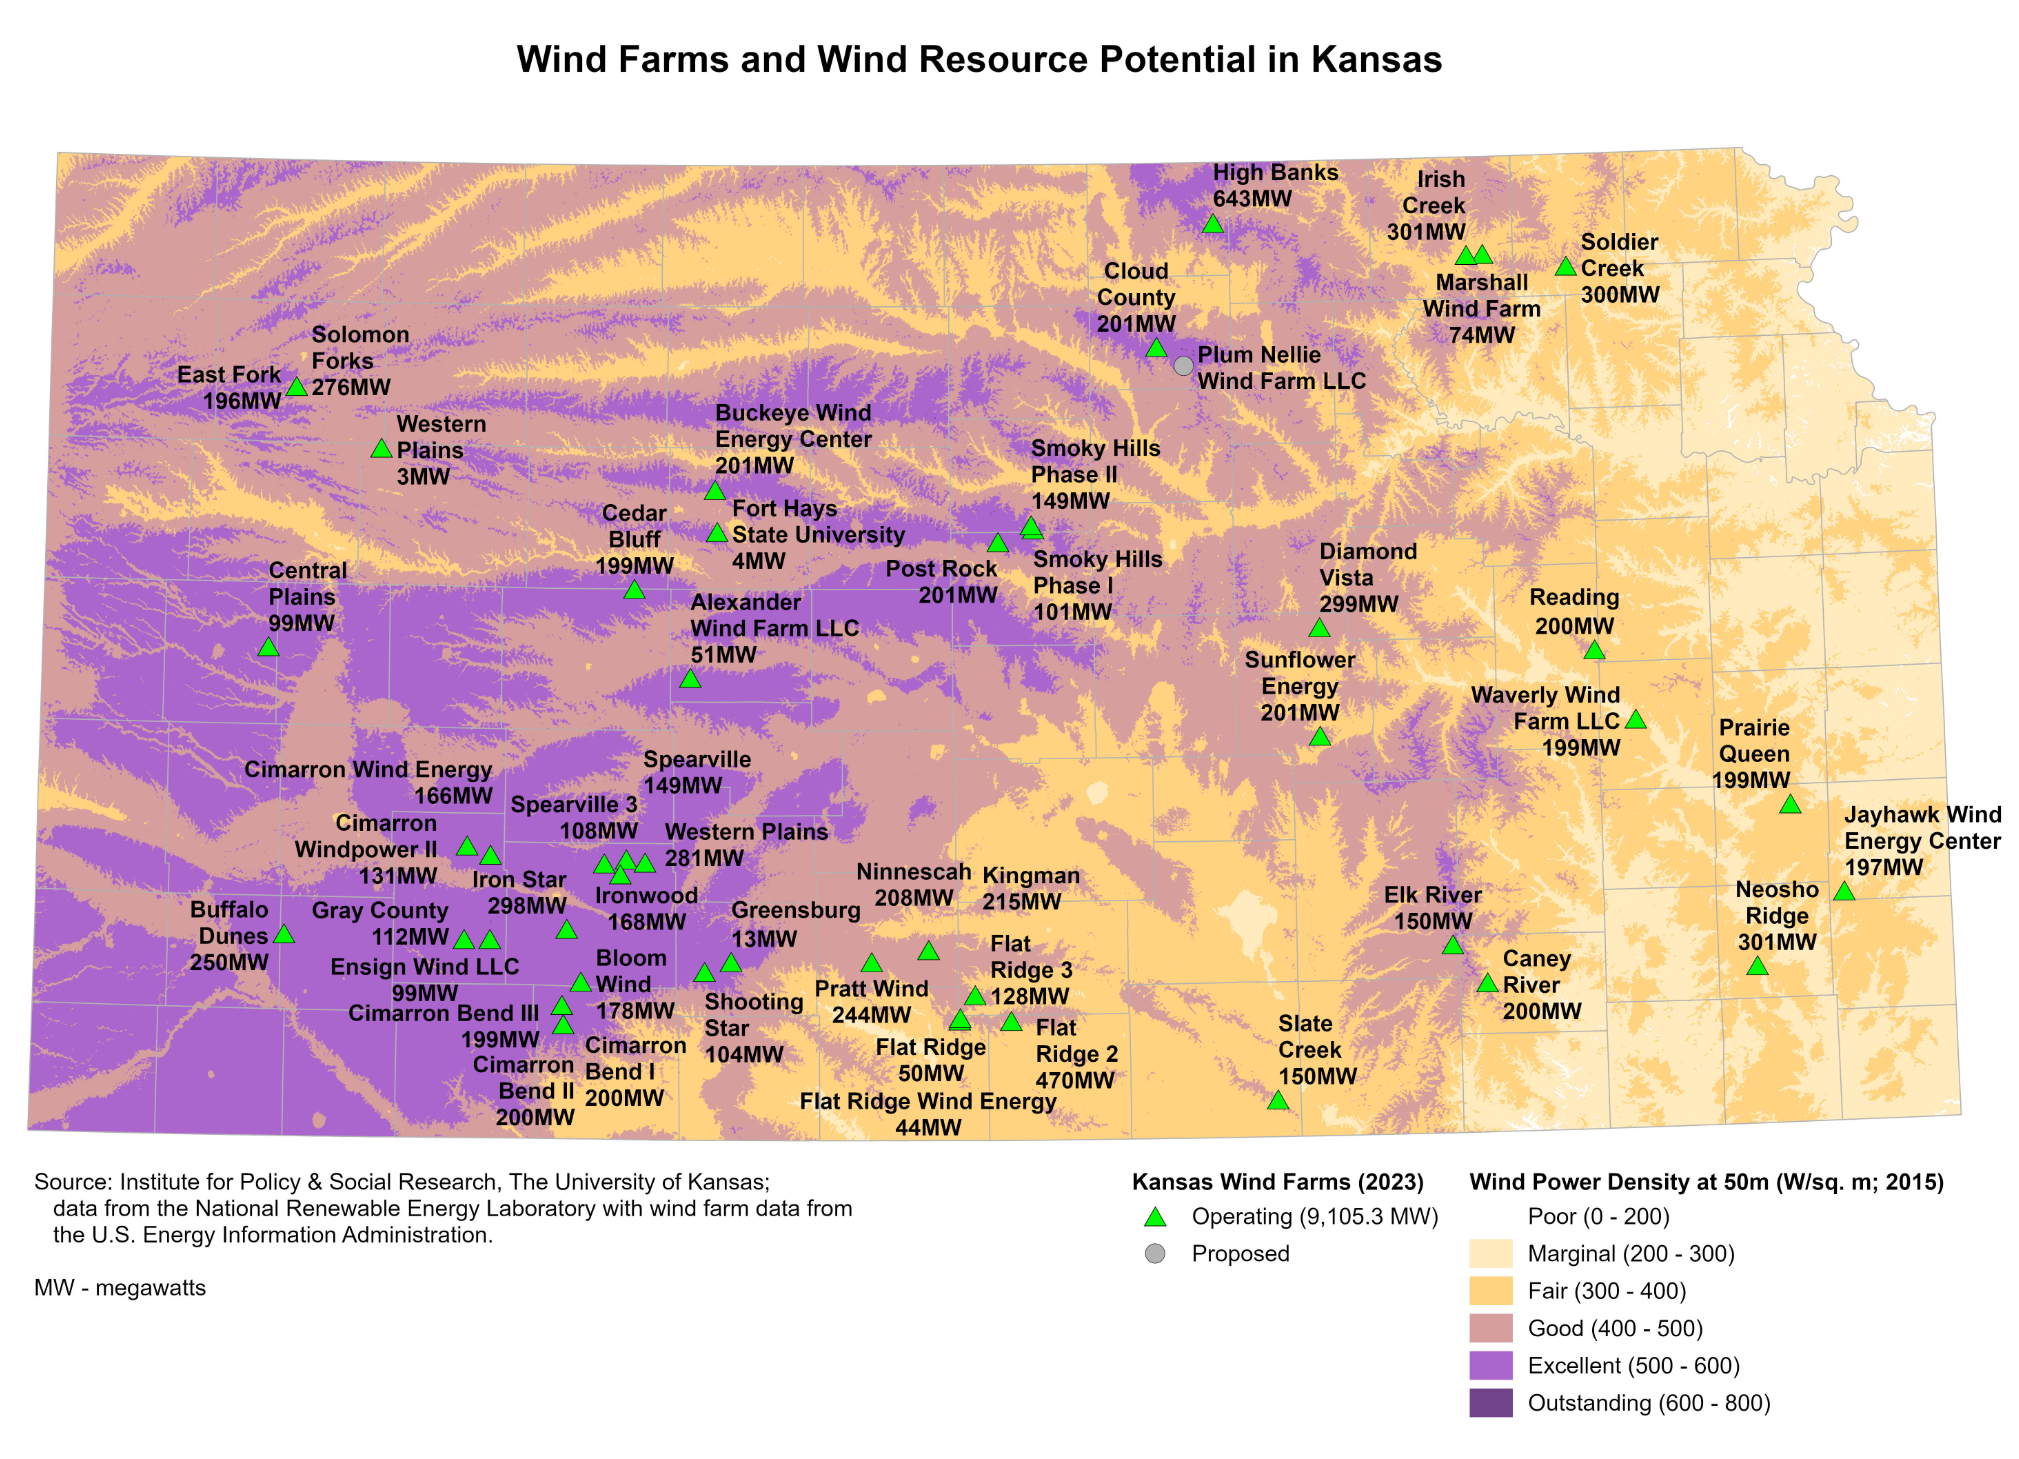 Wind Farms and Wind Resource Potential in Kansas
High Banks
643MW
Irish
Creek
301MW
Soldier
Creek
300MW
Marshall
Wind Farm
74MW
Cloud
County
201MW
Plum Nellie
Wind Farm LLC
Solomon
Forks
276MW
East Fork
196MW
Western
Plains
3MW
Buckeye Wind
Energy Center
201MW
Smoky Hills
Phase II
149MW
Cedar
Bluff
199MW
Fort Hays
State University
4MW
Post Rock
201MW
Smoky Hills
Phase I
101MW
Diamond
Vista
299MW
Central
Plains
99MW
Alexander
Wind Farm LLC
51MW
Reading
200MW
Sunflower
Energy
201MW
Waverly Wind
Farm LLC
199MW
Prairie
Queen
199MW
Cimarron Wind Energy
166MW
Spearville
149MW
Spearville 3
108MW
Cimarron
Windpower II
131MW
Western Plains
281MW
Jayhawk Wind
Energy Center
197MW
Iron Star
298MW
Ironwood
168MW
Ninnescah
208MW
Kingman
215MW
Elk River
150MW
Neosho
Ridge
301MW
Buffalo
Dunes
250MW
Gray County
112MW
Greensburg
13MW
Flat
Ridge 3
128MW
Ensign Wind LLC
99MW
Bloom
Wind
178MW
Caney
River
200MW
Pratt Wind
244MW
Shooting
Star
104MW
Cimarron Bend III
199MW
Flat
Ridge 2
470MW
Slate
Creek
150MW
Flat Ridge
50MW
Cimarron
Bend I
200MW
Cimarron
Bend II
200MW
Flat Ridge Wind Energy
44MW
Source: Institute for Policy & Social Research, The University of Kansas;
data from the National Renewable Energy Laboratory with wind farm data from
the U.S. Energy Information Administration.
MW - megawatts
Kansas Wind Farms (2023)
Operating (9,105.3 MW)
Proposed
Wind Power Density at 50m (W/sq. m; 2015)
Poor (0 - 200)
Marginal (200 - 300)
Fair (300 - 400)
Good (400 - 500)
Excellent (500 - 600)
Outstanding (600 - 800)